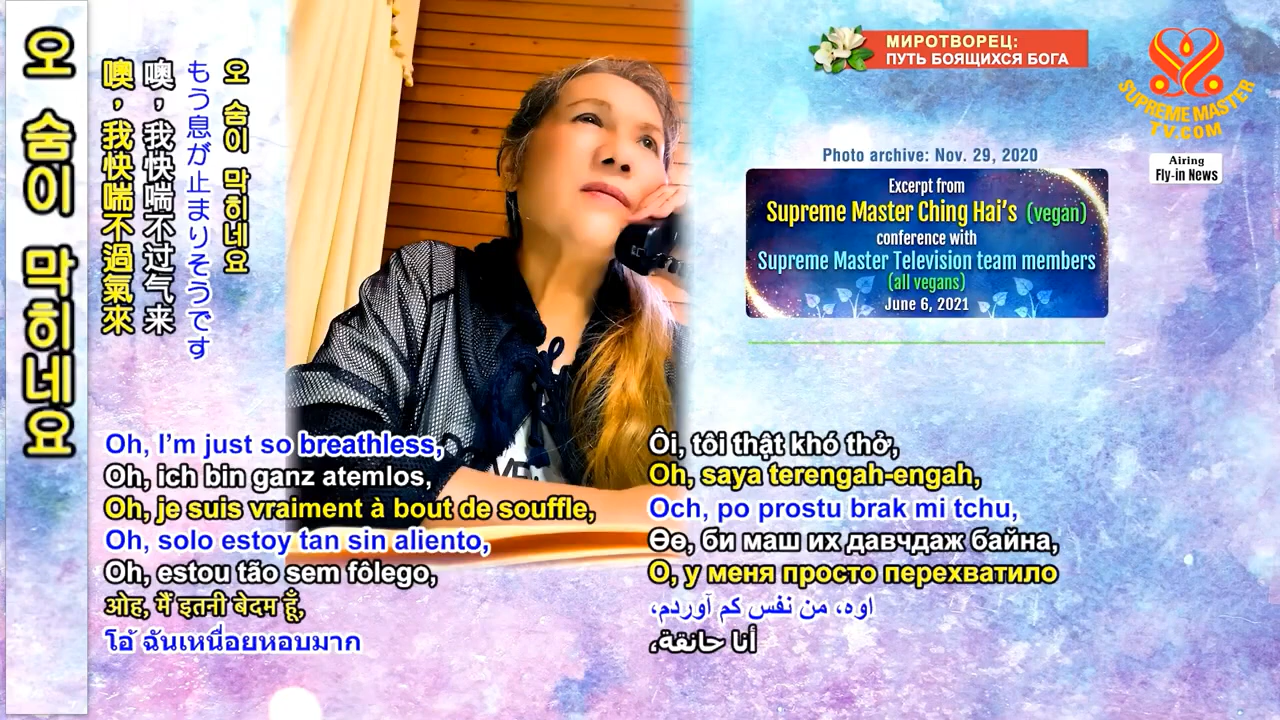 오 숨이 막히네요
噢，我快喘不過氣來
噢，我快喘不过气来
もう息が止まりそうです
오 숨이 막히네요
МИРОТВОРЕЦ:
ПУТЬ БОЯЩИХСЯ БОГА
SUPREME MASTER
TV.COM
Airing
Fly-in News
Photo archive: Nov. 29, 2020
Excerpt from
Supreme Master Ching Hai’s (vegan)
conference with
Supreme Master Television team members
(all vegans)
June 6, 2021
Oh, I’m just so breathless,
Oh, ich bin ganz atemlos,
Oh, je suis vraiment à bout de souffle,
Oh, solo estoy tan sin aliento,
Oh, estou tão sem fôlego,
ओह, मैं इतनी बेदम हूँ,
โอ้ ฉันเหนื่อยหอบมาก
Ôi, tôi thật khó thở,
Oh, saya terengah-engah,
Och, po prostu brak mi tchu,
Өө, би маш их давчдаж байна,
О, у меня просто перехватило
اوه، من نفس کم آوردم،
أنا حانقة،